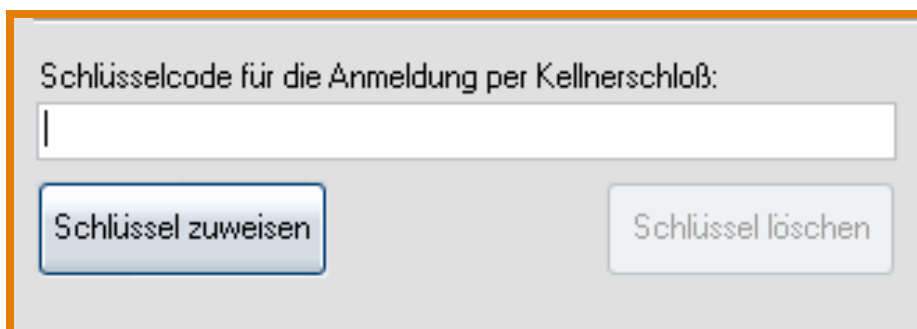 Schlüsselcode für die Anmeldung per Kellnerschloß:
Schlüssel zuweisen
Schlüssel löschen